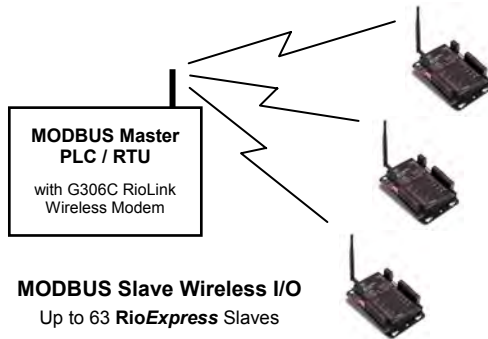 MODBUS Master
PLC / RTU
with G306C RioLink
Wireless Modem
MODBUS Slave Wireless I/O
Up to 63 RioExpress Slaves